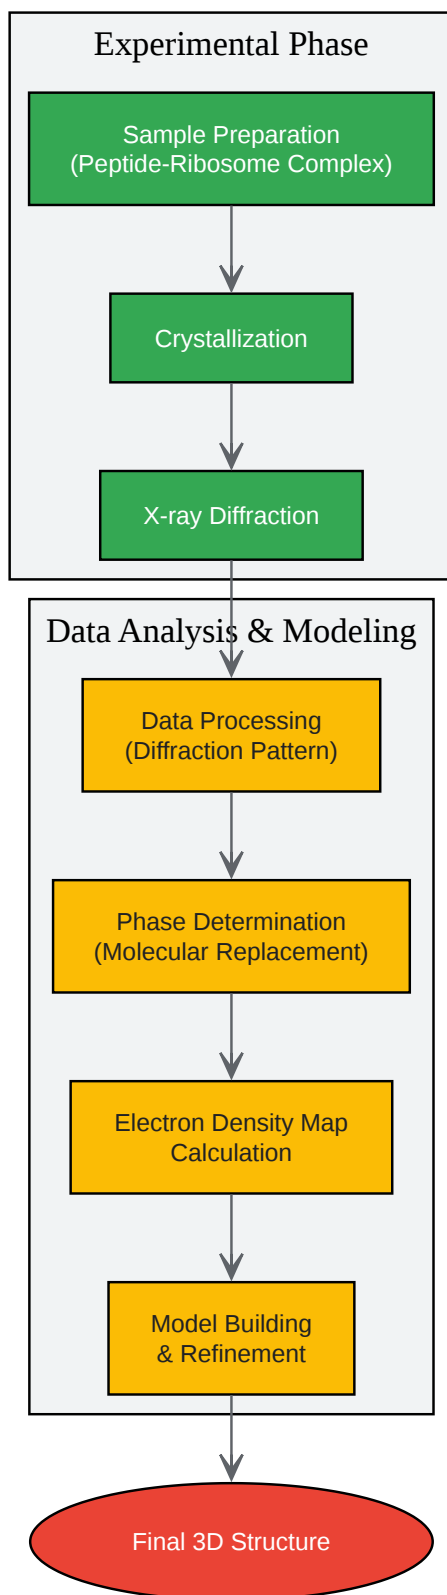 Experimental Phase
Sample Preparation
(Peptide-Ribosome Complex)
Crystallization
X-ray Diffraction
Data Analysis & Modeling
Data Processing
(Diffraction Pattern)
Phase Determination
(Molecular Replacement)
Electron Density Map
Calculation
Model Building
& Refinement
Final 3D Structure